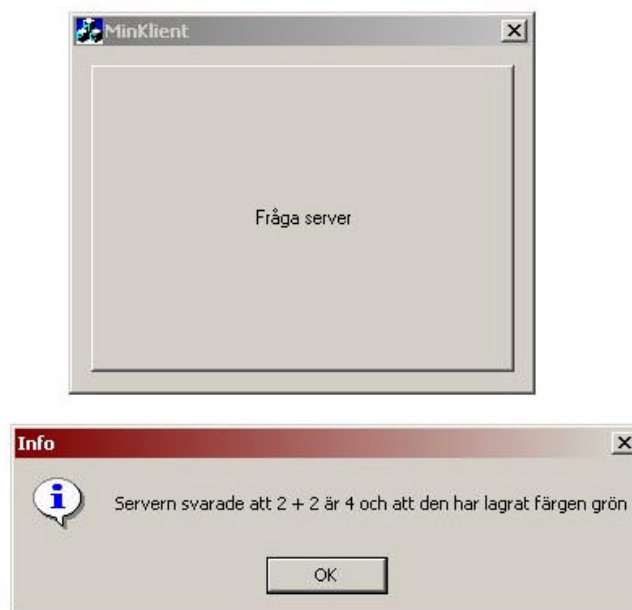 MinKlient
Fråga server
Info
Servern svarade att 2 + 2 är 4 och att den har lagrat färgen grön
OK